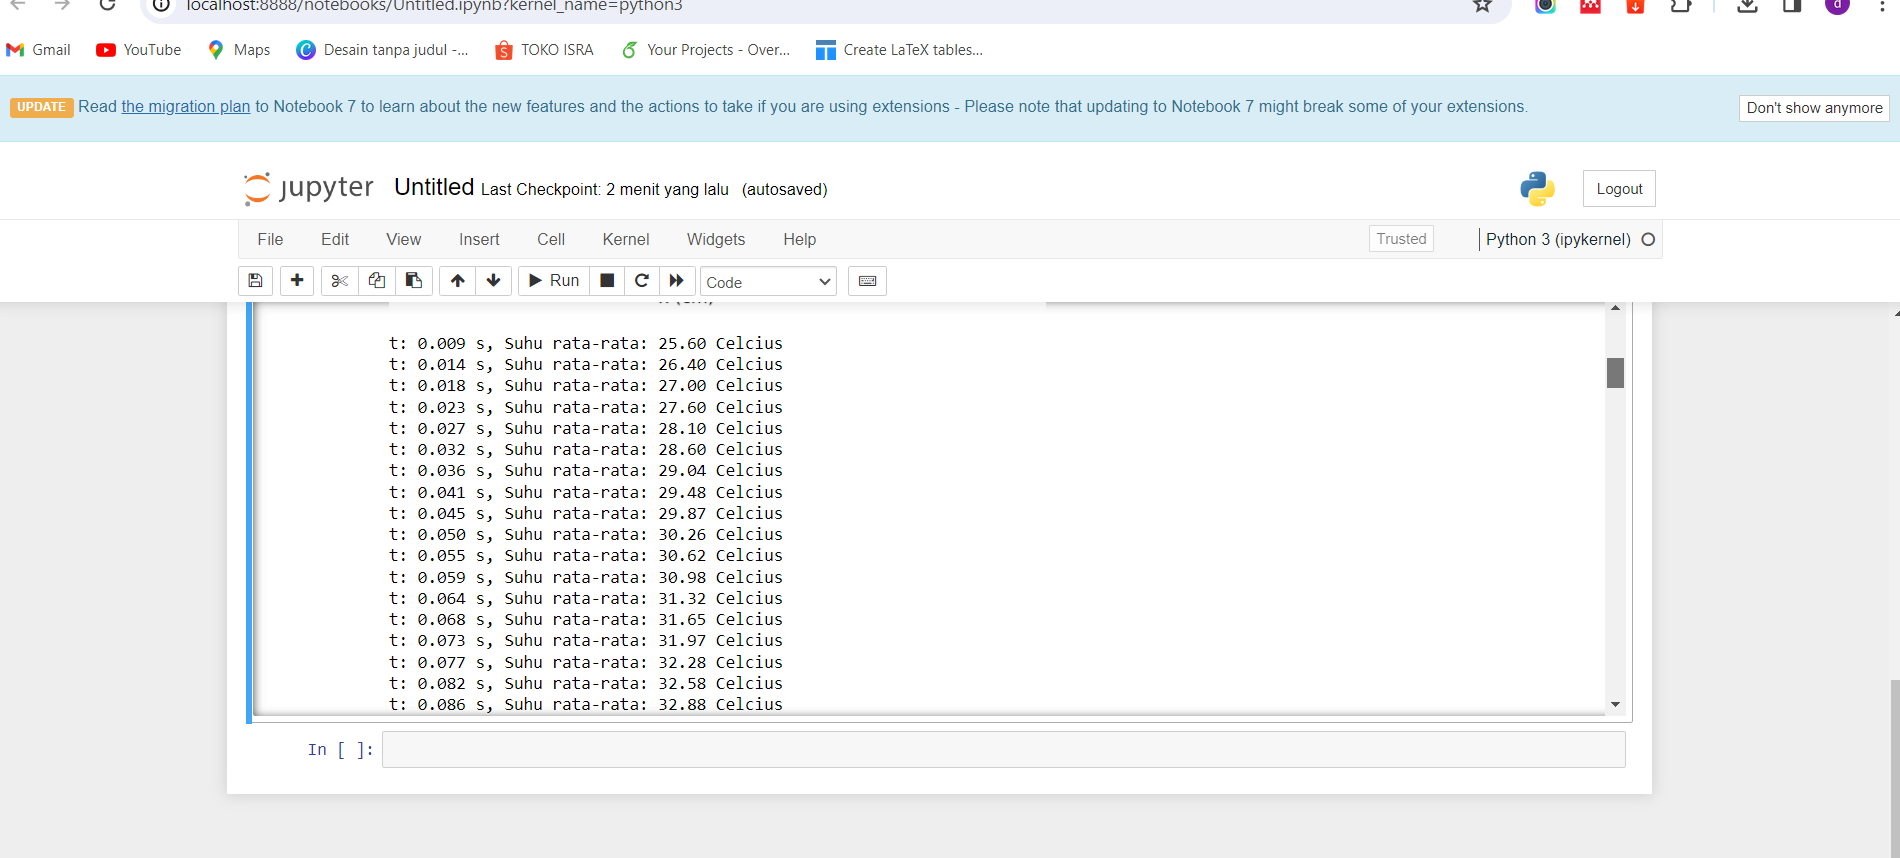 localhost:8888/notebooks/Untitled.ipynb?kernel_name=python3
d
Gmail YouTube Maps Desain tanpa judul -... TOKO ISRA Your Projects - Over... Create LaTeX tables...
UPDATE Read the migration plan to Notebook 7 to learn about the new features and the actions to take if you are using extensions - Please note that updating to Notebook 7 might break some of your extensions. Don't show anymore
jupyter Untitled Last Checkpoint: 2 menit yang lalu (autosaved) Logout
File Edit View Insert Cell Kernel Widgets Help Trusted Python 3 (ipykernel)
Run Code
t: 0.009 s, Suhu rata-rata: 25.60 Celcius
t: 0.014 s, Suhu rata-rata: 26.40 Celcius
t: 0.018 s, Suhu rata-rata: 27.00 Celcius
t: 0.023 s, Suhu rata-rata: 27.60 Celcius
t: 0.027 s, Suhu rata-rata: 28.10 Celcius
t: 0.032 s, Suhu rata-rata: 28.60 Celcius
t: 0.036 s, Suhu rata-rata: 29.04 Celcius
t: 0.041 s, Suhu rata-rata: 29.48 Celcius
t: 0.045 s, Suhu rata-rata: 29.87 Celcius
t: 0.050 s, Suhu rata-rata: 30.26 Celcius
t: 0.055 s, Suhu rata-rata: 30.62 Celcius
t: 0.059 s, Suhu rata-rata: 30.98 Celcius
t: 0.064 s, Suhu rata-rata: 31.32 Celcius
t: 0.068 s, Suhu rata-rata: 31.65 Celcius
t: 0.073 s, Suhu rata-rata: 31.97 Celcius
t: 0.077 s, Suhu rata-rata: 32.28 Celcius
t: 0.082 s, Suhu rata-rata: 32.58 Celcius
t: 0.086 s, Suhu rata-rata: 32.88 Celcius
In [ ]: